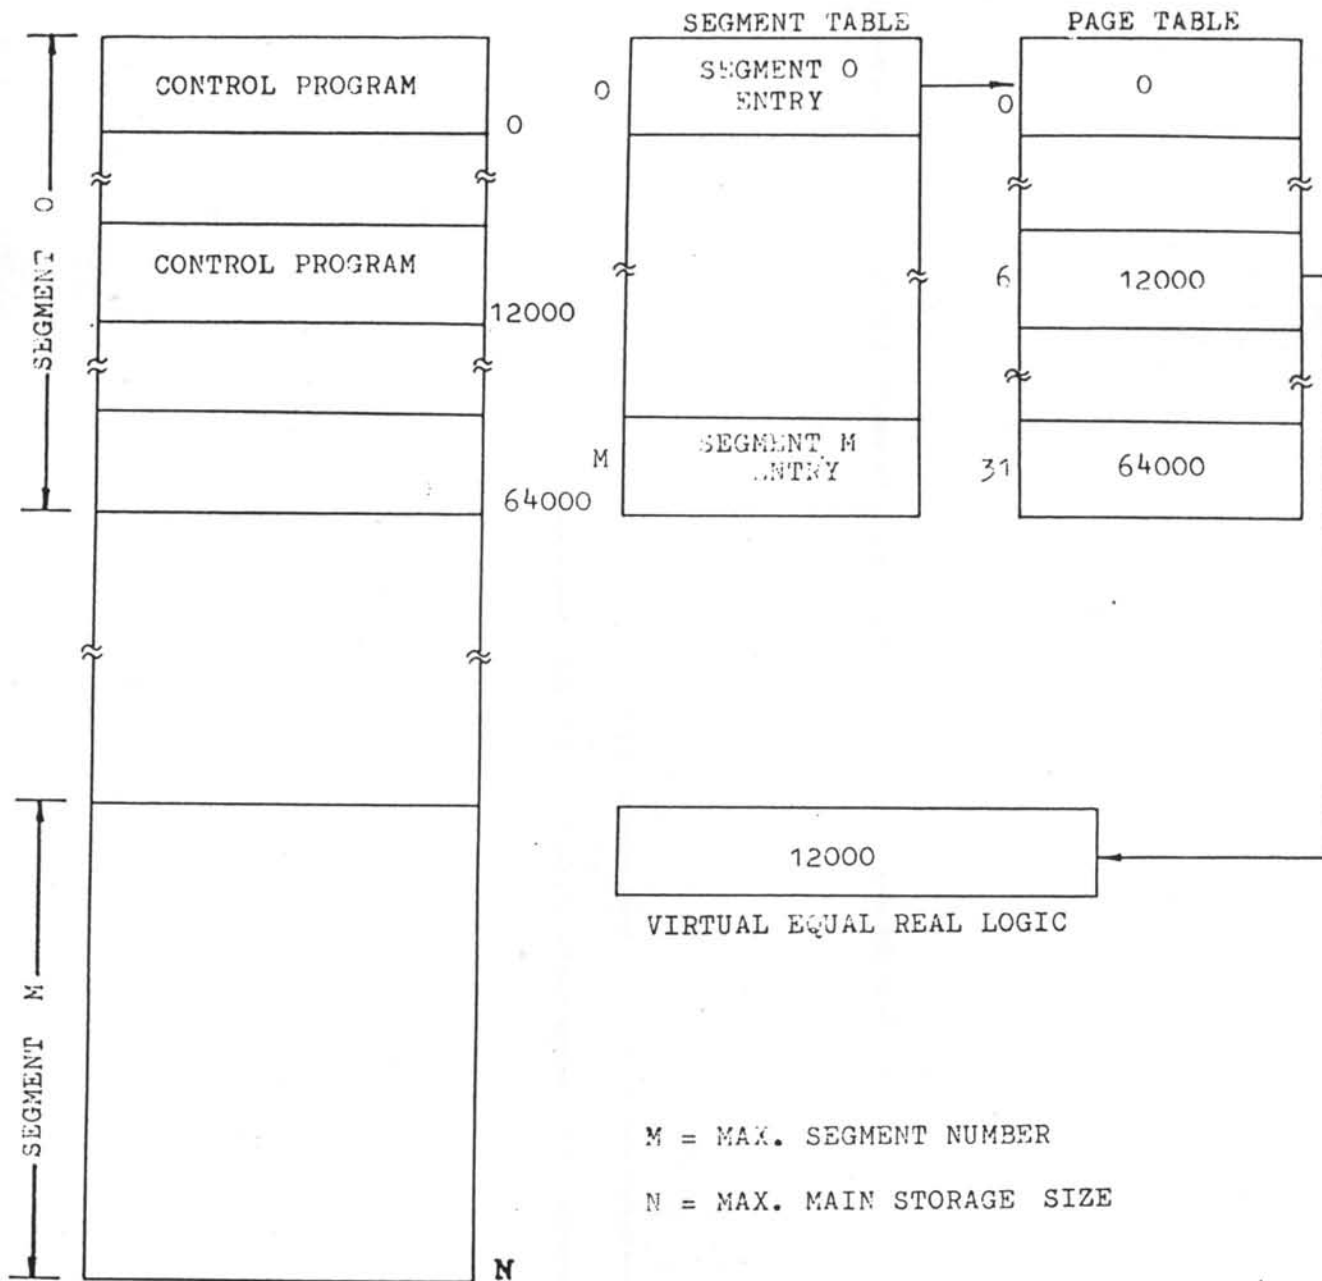 SEGMENT TABLE
PAGE TABLE
CONTROL PROGRAM
0
SEGMENT 0
ENTRY
0
0
0
SEGMENT 0
CONTROL PROGRAM
12000
6
12000
SEGMENT M
ENTRY
M
64000
31
64000
12000
VIRTUAL EQUAL REAL LOGIC
SEGMENT M
M = MAX. SEGMENT NUMBER
N = MAX. MAIN STORAGE SIZE
N